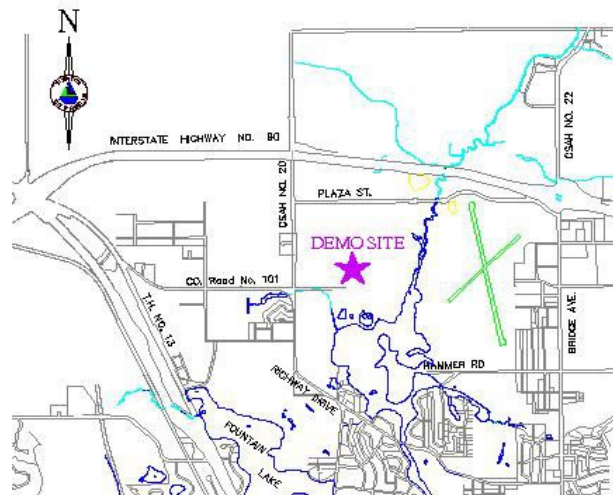 N
CSAH NO. 22
INTERSTATE HIGHWAY NO. 90
CSAH NO. 20
PLAZA ST.
DEMO SITE
CO. Road No. 101
T.H. NO. 13
BRIDGE AVE.
HAMMER RD
RICHWAY DRIVE
FOUNTAIN
LAKE